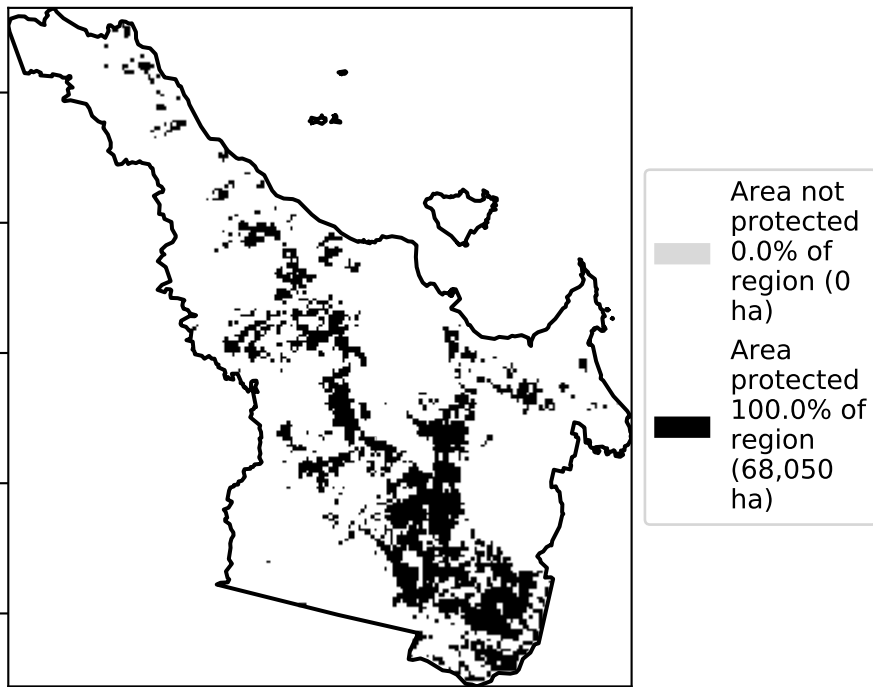 Area not
protected
0.0% of
region (0
ha)
Area
protected
100.0% of
region
(68,050
ha)